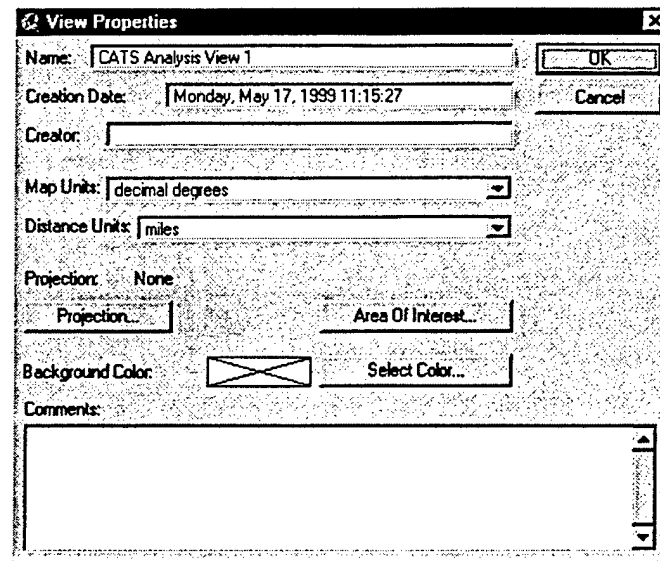 View Properties
Name: CATS Analysis View 1
OK
Creation Date: Monday, May 17, 1999 11:15:27
Cancel
Creator:
Map Units: decimal degrees
Distance Units: miles
Projection: None
Projection...
Area Of Interest...
Background Color:
Select Color...
Comments: